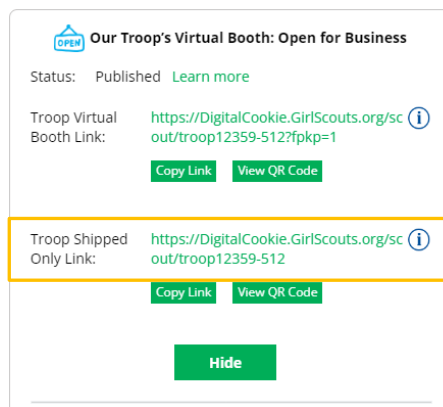 OPEN Our Troop's Virtual Booth: Open for Business
Status: Published Learn more
Troop Virtual https://DigitalCookie.GirlScouts.org/sc i
Booth Link: out/troop12359-512?fpkp=1
Copy Link View QR Code
Troop Shipped https://DigitalCookie.GirlScouts.org/sc i
Only Link: out/troop12359-512
Copy Link View QR Code
Hide